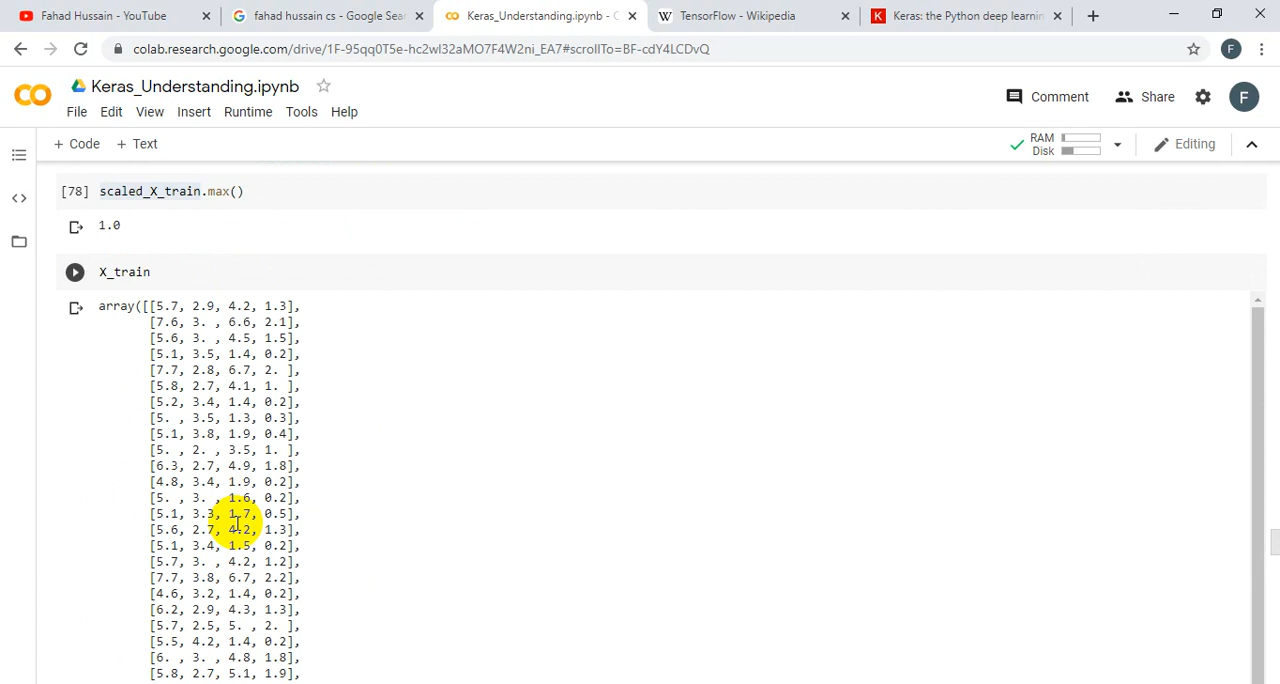 Fahad Hussain - YouTube
fahad hussain cs - Google Sear
Keras_Understanding.ipynb - C
TensorFlow - Wikipedia
Keras: the Python deep learnin
colab.research.google.com/drive/1F-95qq0T5e-hc2wl32aMO7F4W2ni_EA7#scrollTo=BF-cdY4LCDvQ
F
Keras_Understanding.ipynb
Comment
Share
F
File Edit View Insert Runtime Tools Help
+ Code + Text
RAM
Disk
Editing
[78] scaled_X_train.max()
1.0
X_train
array([[5.7, 2.9, 4.2, 1.3],
[7.6, 3. , 6.6, 2.1],
[5.6, 3. , 4.5, 1.5],
[5.1, 3.5, 1.4, 0.2],
[7.7, 2.8, 6.7, 2. ],
[5.8, 2.7, 4.1, 1. ],
[5.2, 3.4, 1.4, 0.2],
[5. , 3.5, 1.3, 0.3],
[5.1, 3.8, 1.9, 0.4],
[5. , 2. , 3.5, 1. ],
[6.3, 2.7, 4.9, 1.8],
[4.8, 3.4, 1.9, 0.2],
[5. , 3. , 1.6, 0.2],
[5.1, 3.3, 1.7, 0.5],
[5.6, 2.7, 4.2, 1.3],
[5.1, 3.4, 1.5, 0.2],
[5.7, 3. , 4.2, 1.2],
[7.7, 3.8, 6.7, 2.2],
[4.6, 3.2, 1.4, 0.2],
[6.2, 2.9, 4.3, 1.3],
[5.7, 2.5, 5. , 2. ],
[5.5, 4.2, 1.4, 0.2],
[6. , 3. , 4.8, 1.8],
[5.8, 2.7, 5.1, 1.9],